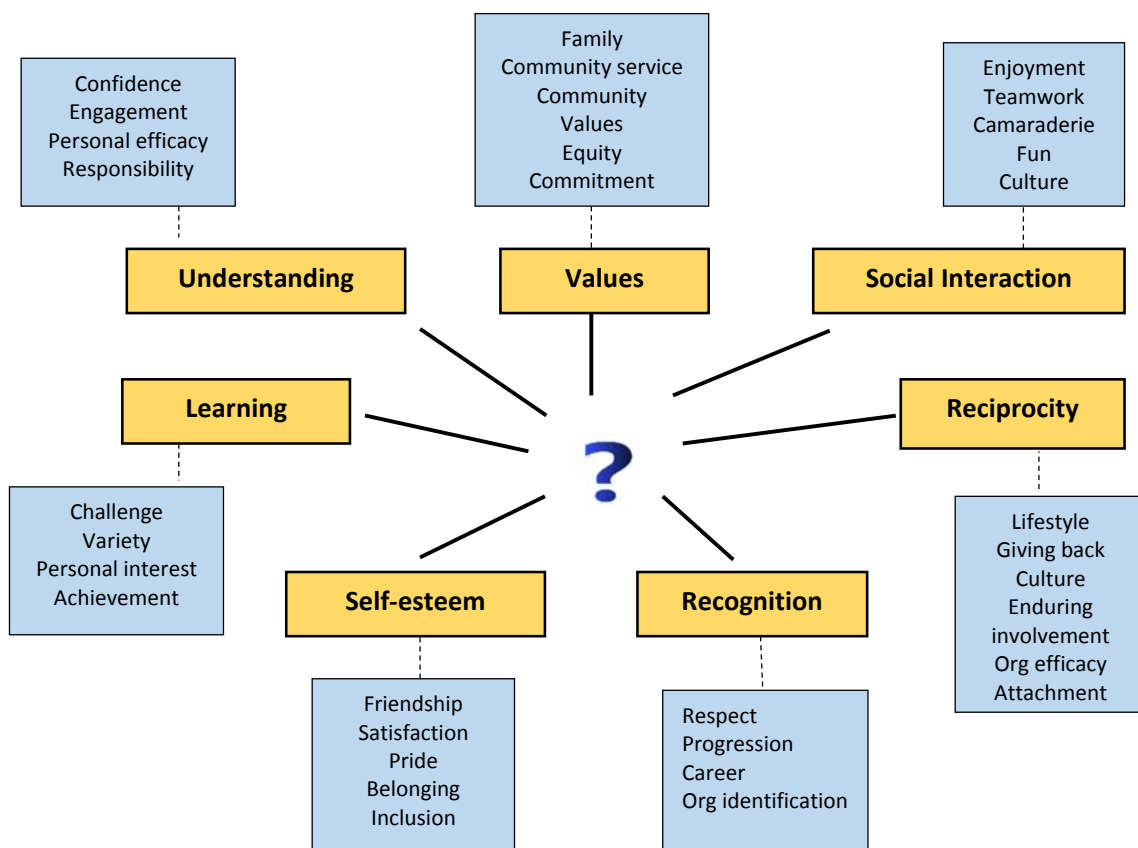 Confidence
Engagement
Personal efficacy
Responsibility
Family
Community service
Community
Values
Equity
Commitment
Enjoyment
Teamwork
Camaraderie
Fun
Culture
Understanding
Values
Social Interaction
Learning
Reciprocity
?
Challenge
Variety
Personal interest
Achievement
Self-esteem
Recognition
Lifestyle
Giving back
Culture
Enduring
involvement
Org efficacy
Attachment
Friendship
Satisfaction
Pride
Belonging
Inclusion
Respect
Progression
Career
Org identification